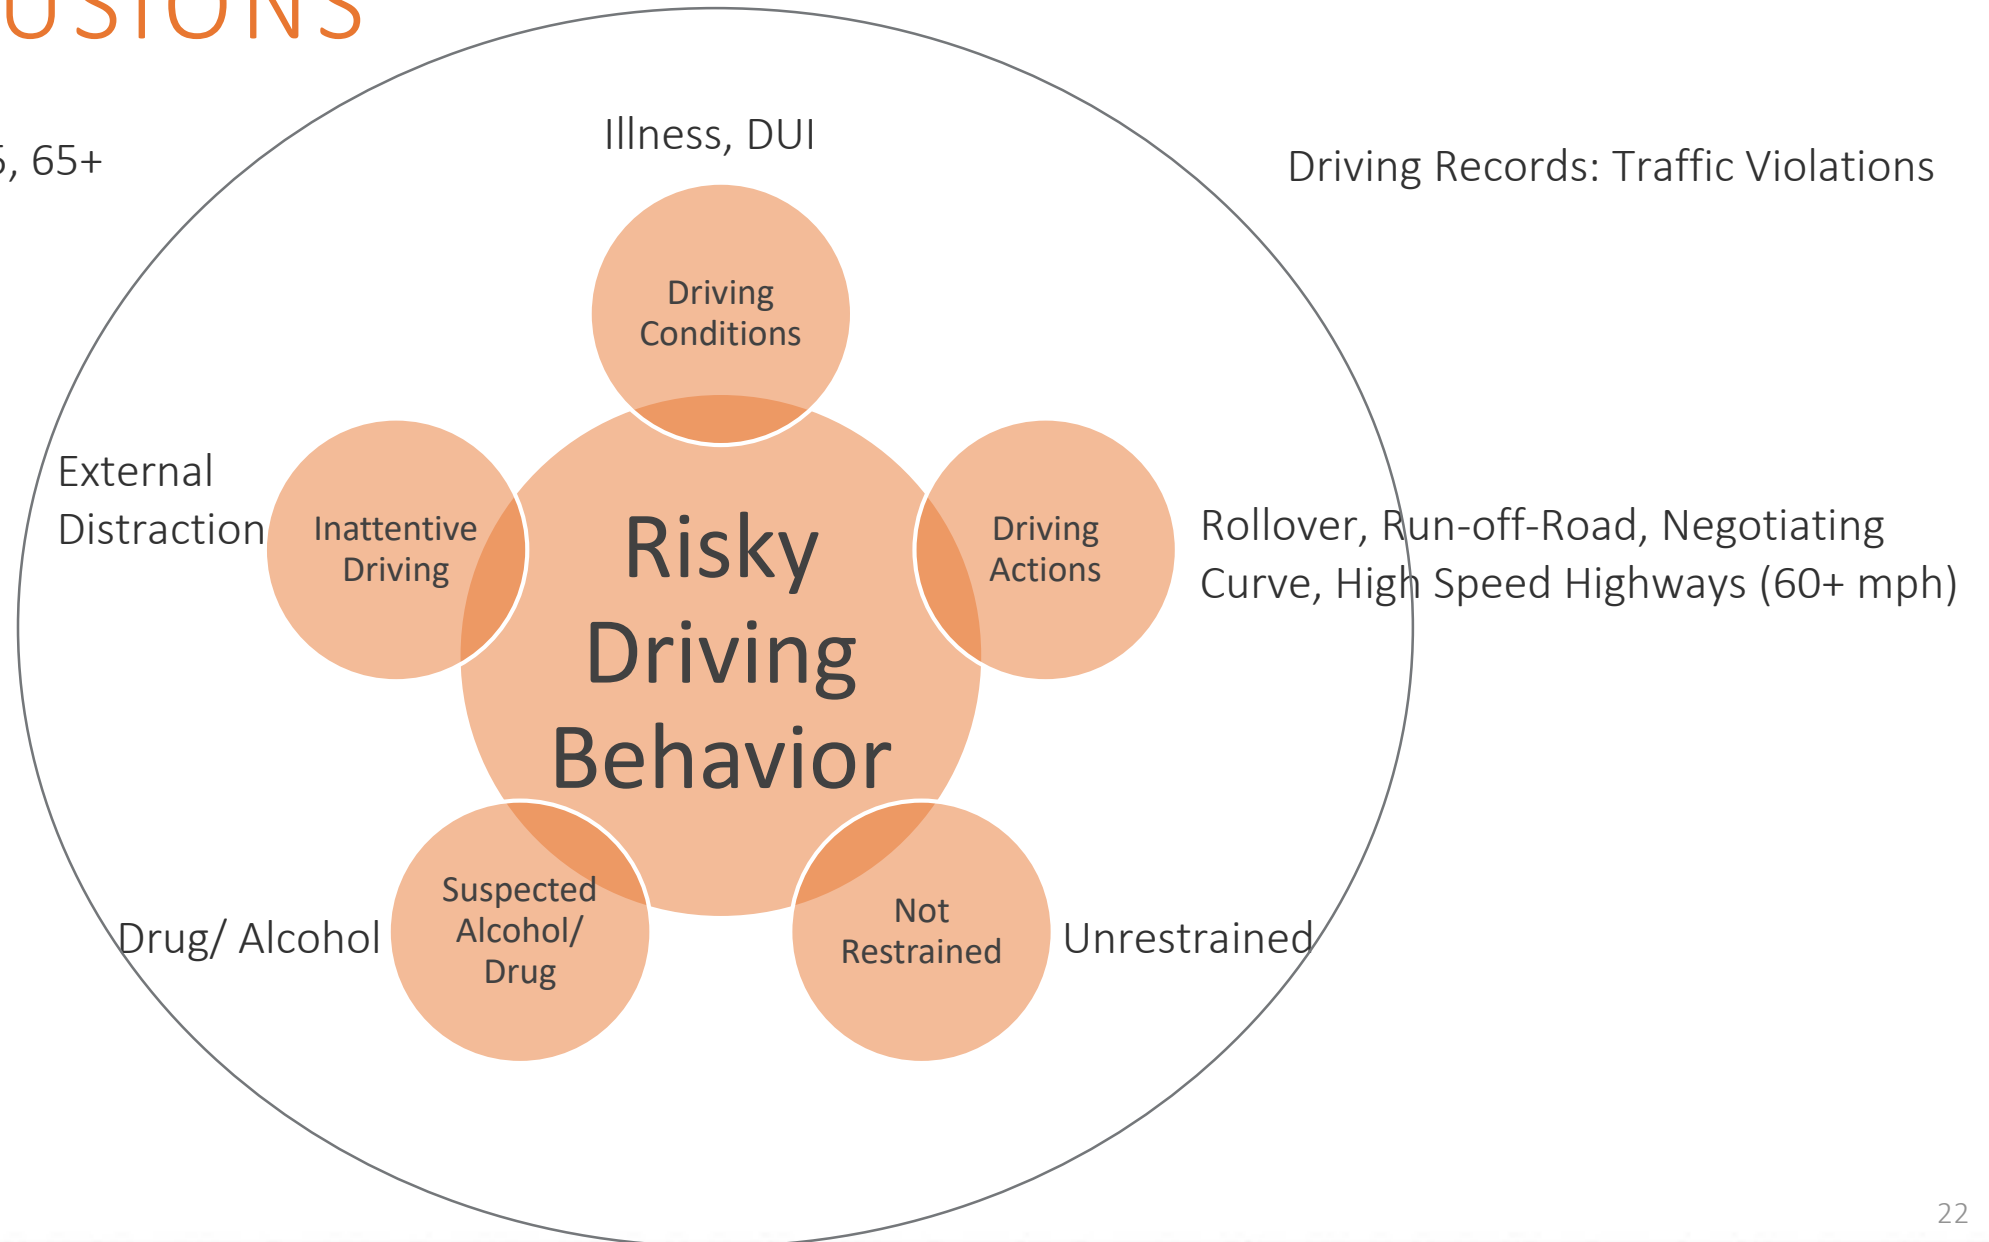 USIONS
Illness, DUI
, 65+
Driving Records: Traffic Violations
Driving
Conditions
External
Distraction
Inattentive
Driving
Risky
Driving
Behavior
Driving
Actions
Rollover, Run-off-Road, Negotiating
Curve, High Speed Highways (60+ mph)
Drug/ Alcohol
Suspected
Alcohol/
Drug
Not
Restrained
Unrestrained
22